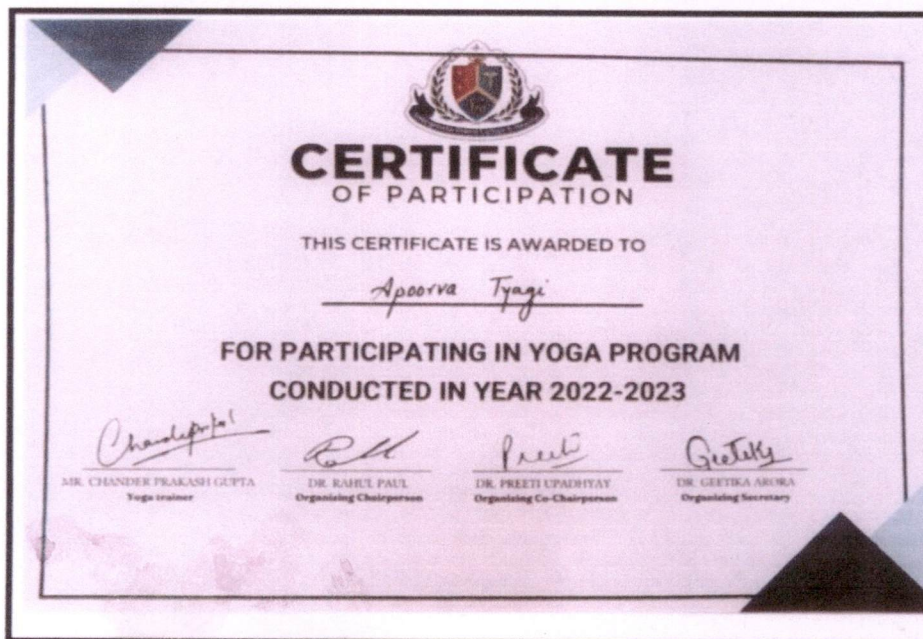 CERTIFICATE
OF PARTICIPATION
THIS CERTIFICATE IS AWARDED TO
Apoorva Tyagi
FOR PARTICIPATING IN YOGA PROGRAM
CONDUCTED IN YEAR 2022-2023
Preeti
Geetika
MR. CHANDER PRAKASH GUPTA
Yoga trainer
DR. RAHUL PAUL
Organizing Chairperson
DR. PREETI UPADHYAY
Organizing Co-Chairperson
DR. GEETIKA ARORA
Organizing Secretary